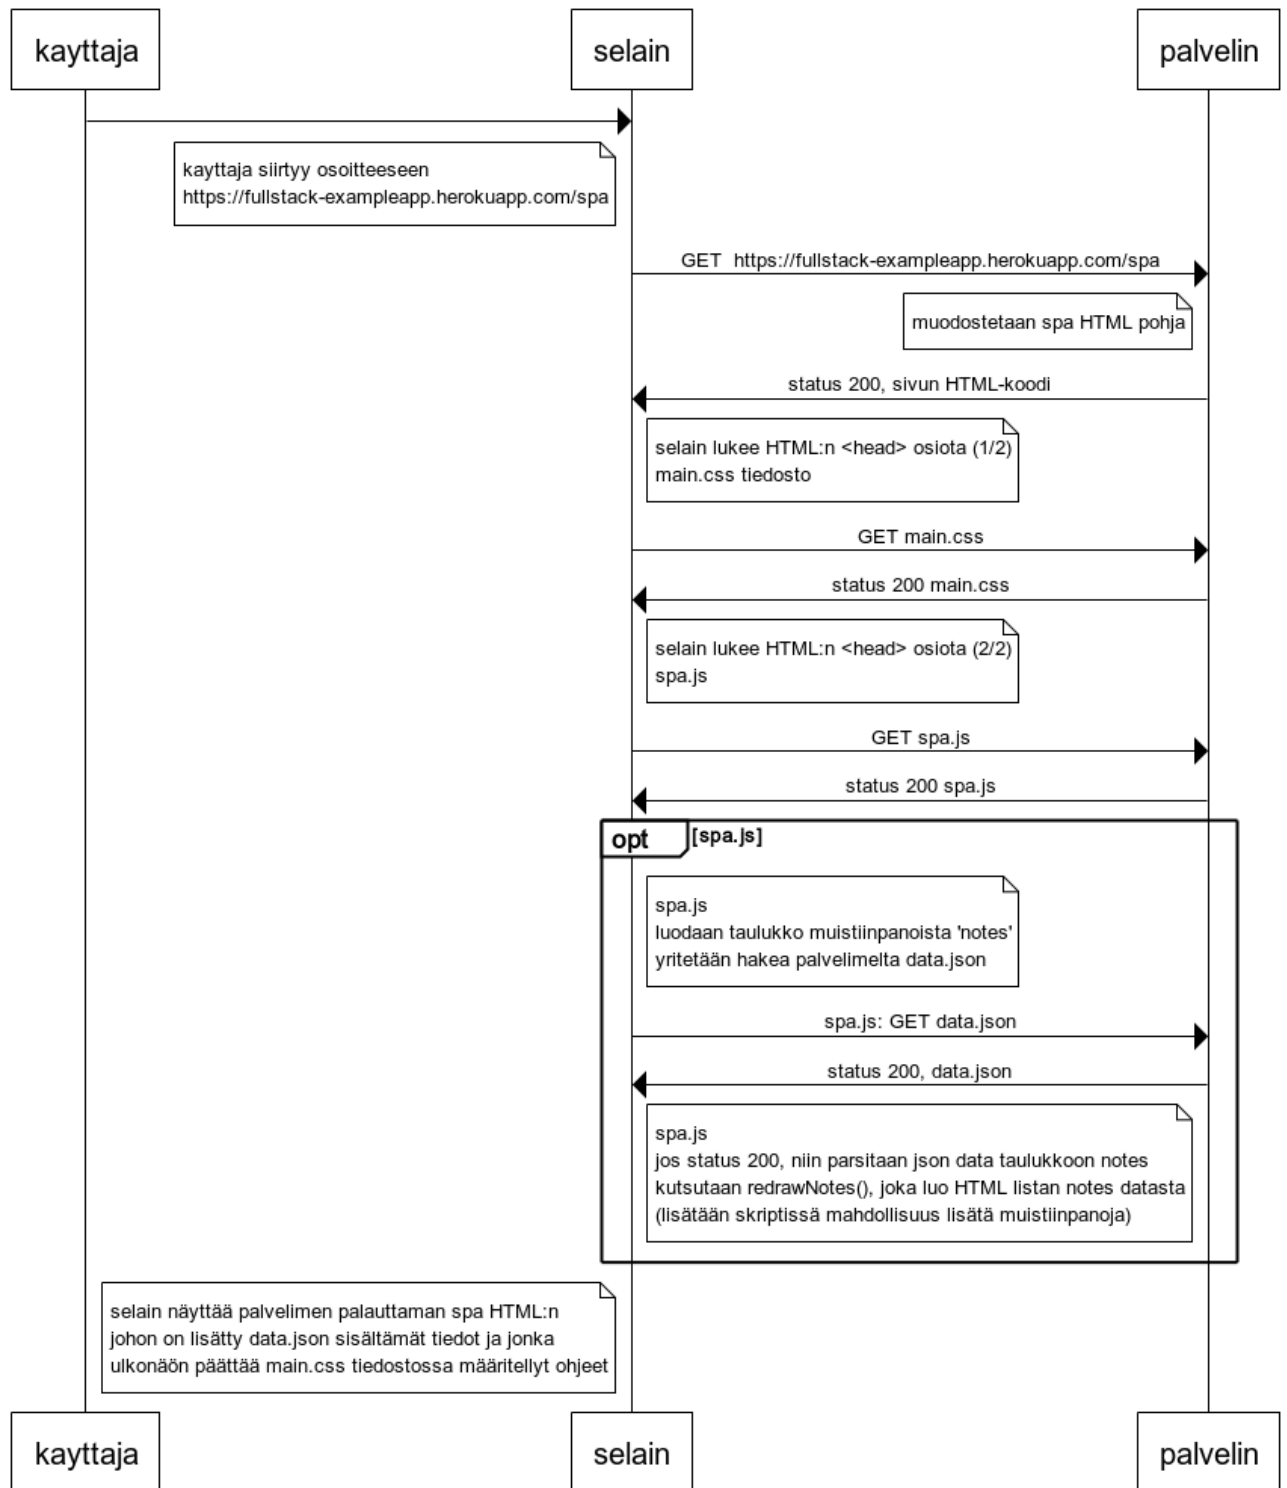 kayttaja
selain
palvelin
kayttaja siirtyy osoitteeseen
https://fullstack-exampleapp.herokuapp.com/spa
GET  https://fullstack-exampleapp.herokuapp.com/spa
muodostetaan spa HTML pohja
status 200, sivun HTML-koodi
selain lukee HTML:n <head> osiota (1/2)
main.css tiedosto
GET main.css
status 200 main.css
selain lukee HTML:n <head> osiota (2/2)
spa.js
GET spa.js
status 200 spa.js
opt [spa.js]
spa.js
luodaan taulukko muistiinpanoista 'notes'
yritetään hakea palvelimelta data.json
spa.js: GET data.json
status 200, data.json
spa.js
jos status 200, niin parsitaan json data taulukkoon notes
kutsutaan redrawNotes(), joka luo HTML listan notes datasta
(lisätään skriptissä mahdollisuus lisätä muistiinpanoja)
selain näyttää palvelimen palauttaman spa HTML:n
johon on lisätty data.json sisältämät tiedot ja jonka
ulkonäön päättää main.css tiedostossa määritellyt ohjeet
kayttaja
selain
palvelin